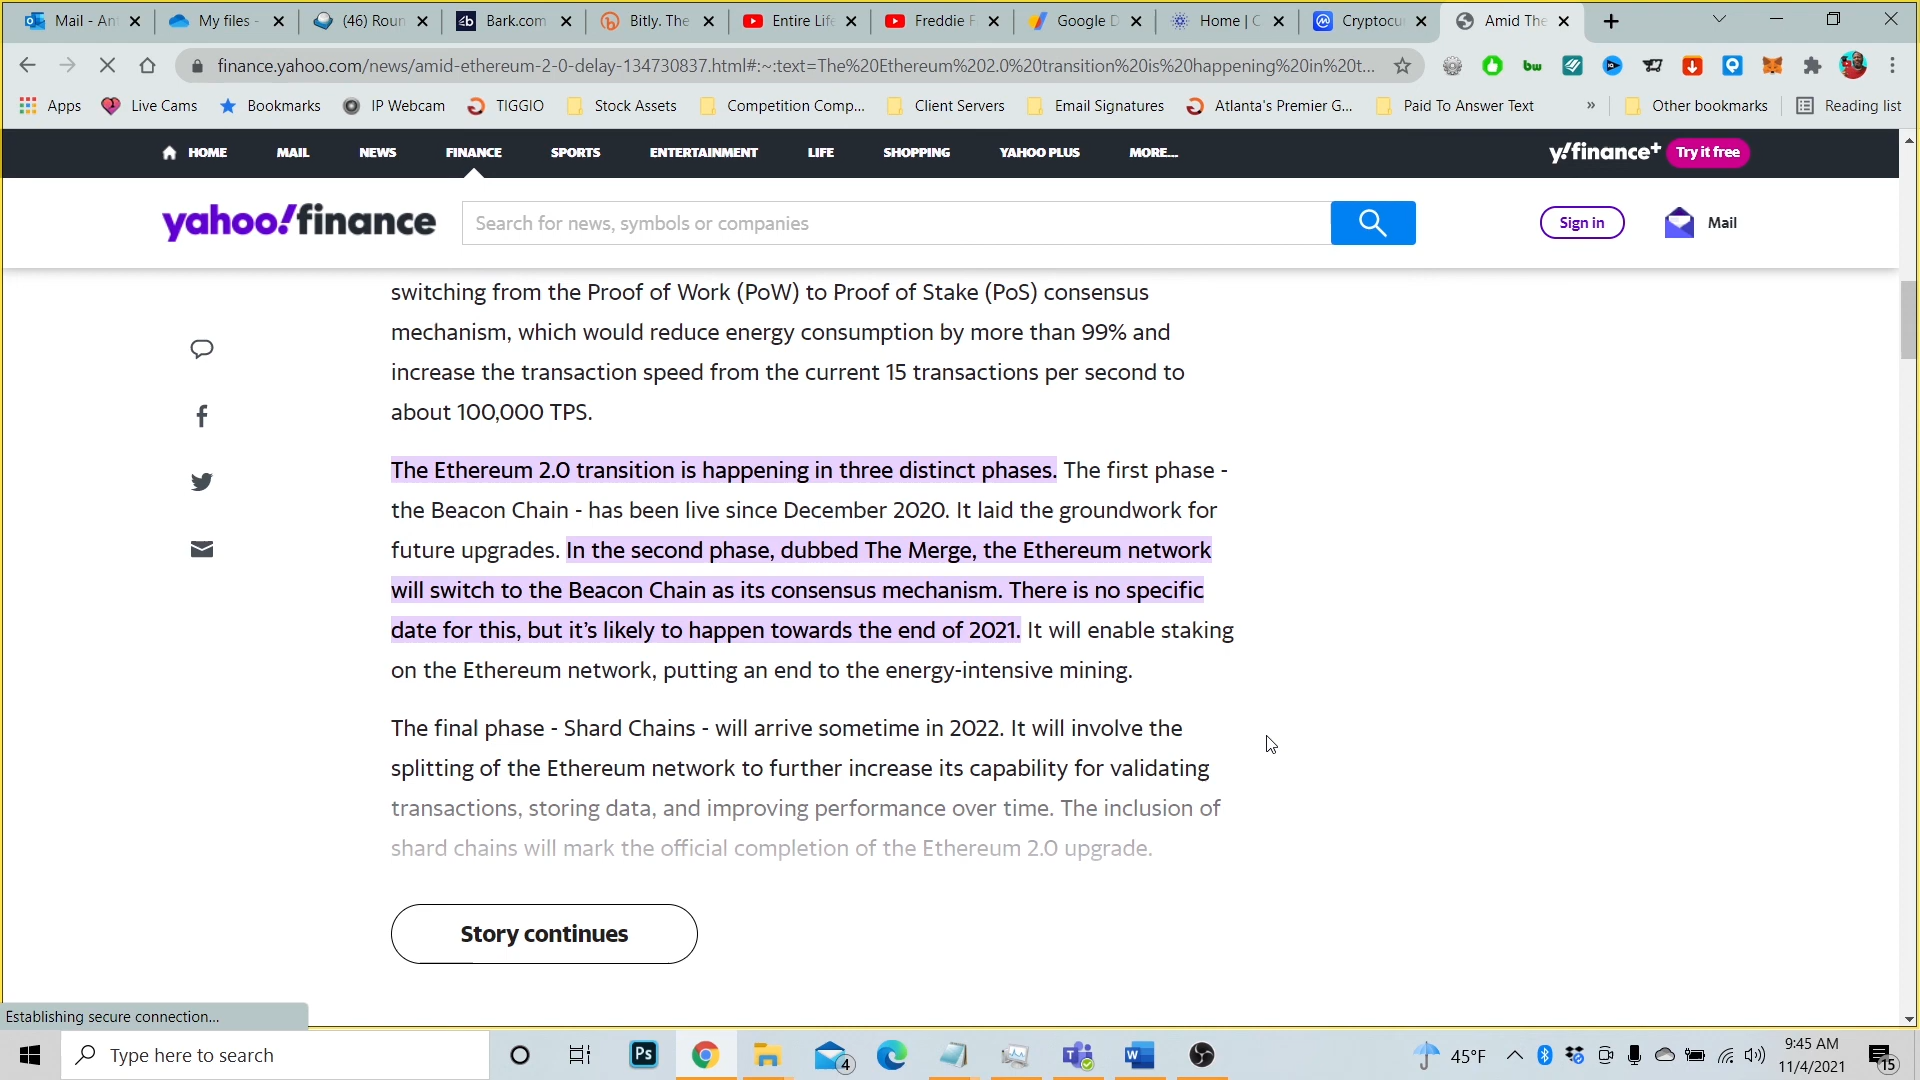 Mail - Ant
My files -
(46) Roun
Bark.com
Bitly. The
Entire Life
Freddie F
Google D
Home | C
Cryptocu
Amid The
finance.yahoo.com/news/amid-ethereum-2-0-delay-134730837.html#:~:text=The%20Ethereum%202.0%20transition%20is%20happening%20in%20t...
Apps
Live Cams
Bookmarks
IP Webcam
TIGGIO
Stock Assets
Competition Comp...
Client Servers
Email Signatures
Atlanta's Premier G...
Paid To Answer Text
»
Other bookmarks
Reading list
HOME
MAIL
NEWS
FINANCE
SPORTS
ENTERTAINMENT
LIFE
SHOPPING
YAHOO PLUS
MORE...
y!finance+
Try it free
yahoo!finance
Search for news, symbols or companies
Sign in
Mail
switching from the Proof of Work (PoW) to Proof of Stake (PoS) consensus
mechanism, which would reduce energy consumption by more than 99% and
increase the transaction speed from the current 15 transactions per second to
about 100,000 TPS.
The Ethereum 2.0 transition is happening in three distinct phases. The first phase -
the Beacon Chain - has been live since December 2020. It laid the groundwork for
future upgrades. In the second phase, dubbed The Merge, the Ethereum network
will switch to the Beacon Chain as its consensus mechanism. There is no specific
date for this, but it's likely to happen towards the end of 2021. It will enable staking
on the Ethereum network, putting an end to the energy-intensive mining.
The final phase - Shard Chains - will arrive sometime in 2022. It will involve the
splitting of the Ethereum network to further increase its capability for validating
transactions, storing data, and improving performance over time. The inclusion of
shard chains will mark the official completion of the Ethereum 2.0 upgrade.
Story continues
Establishing secure connection...
Type here to search
Ps
4
45°F
9:45 AM
11/4/2021
15